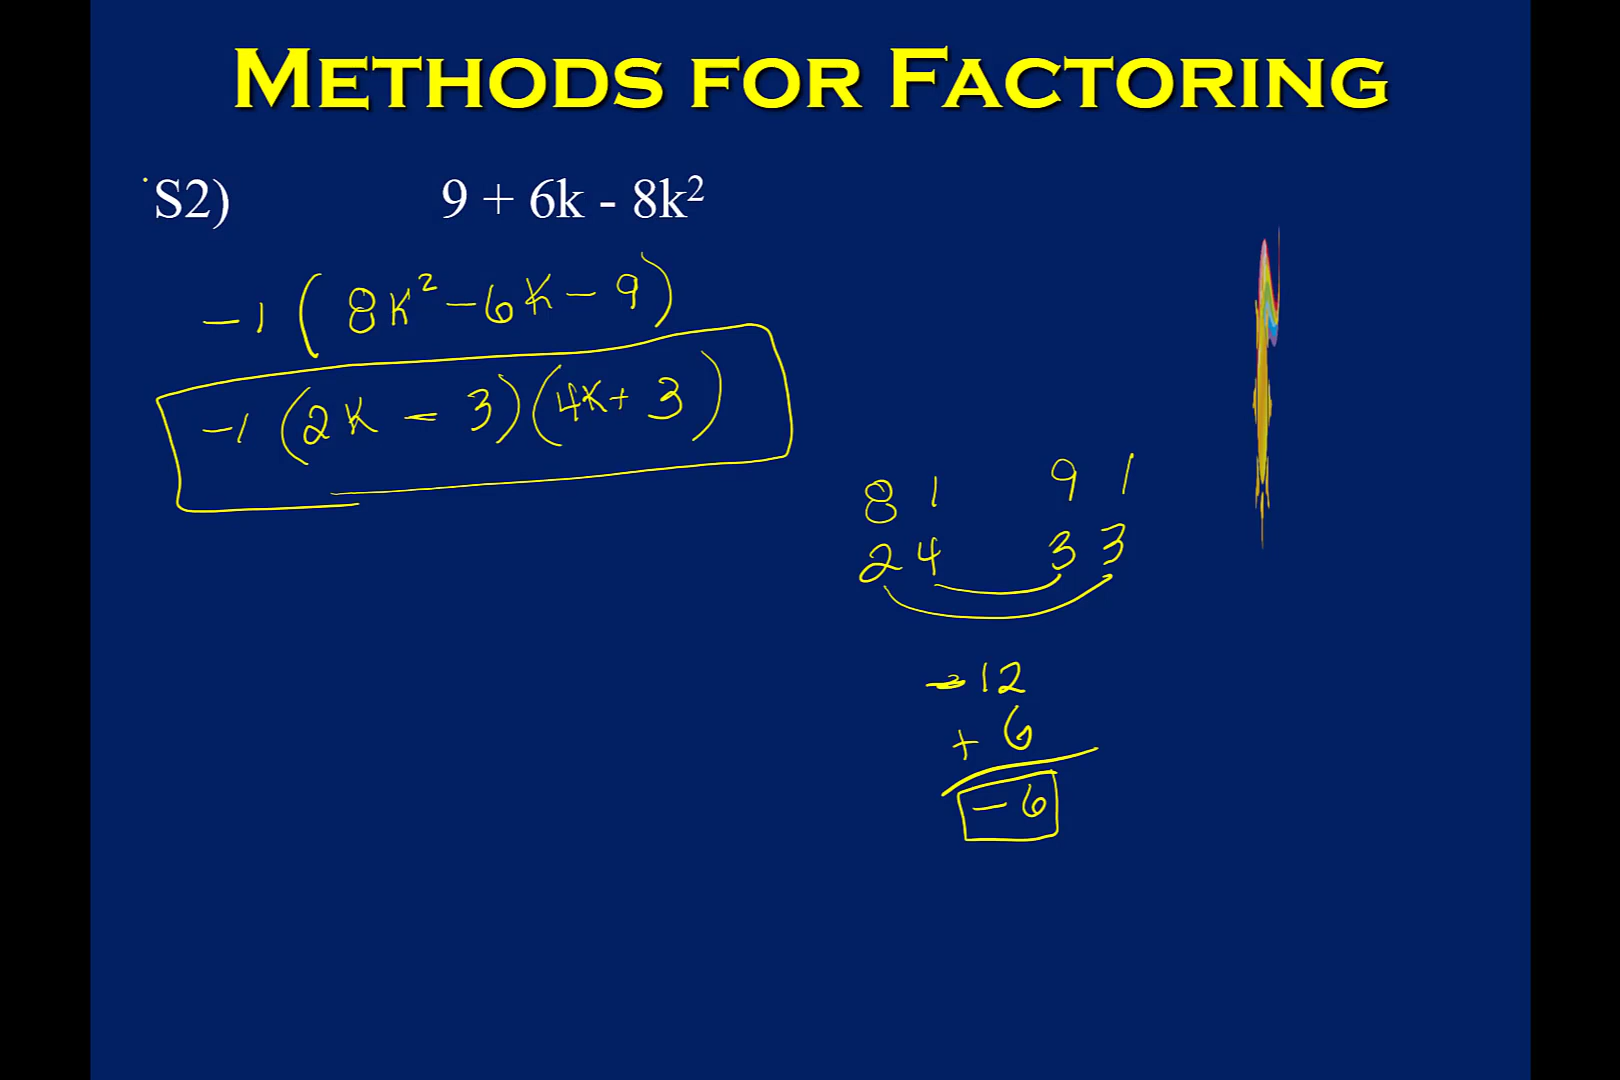 METHODS FOR FACTORING
S2) 9 + 6k - 8k²
-1 ( 8k² - 6k - 9 )
-1 (2k - 3)(4k + 3)
8 1 9 1
2 4 3 3
-12
+ 6
-6